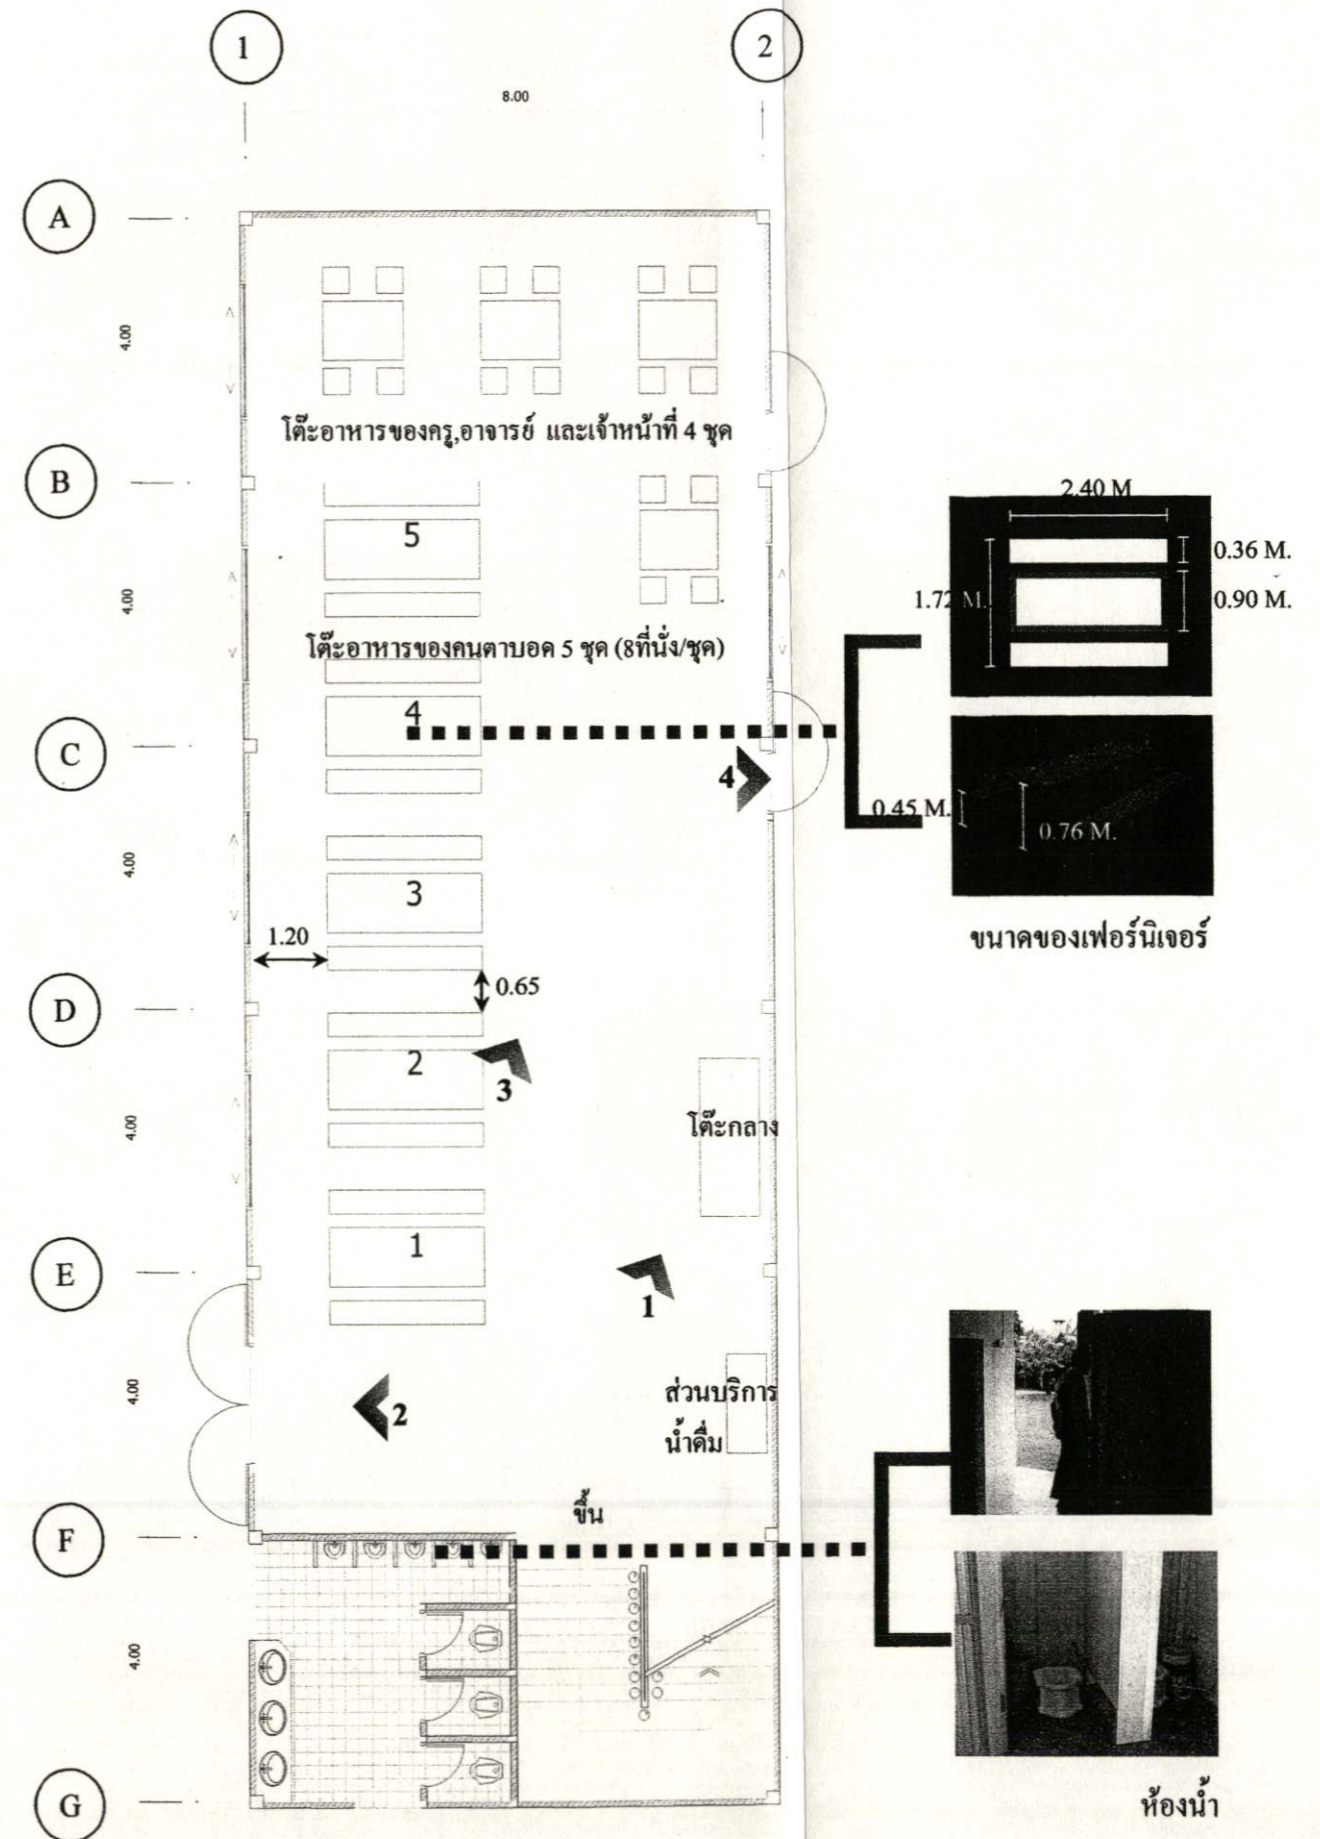 1
2
8.00
A
4.00
โต๊ะอาหารของครู,อาจารย์ และเจ้าหน้าที่ 4 ชุด
B
5
4.00
โต๊ะอาหารของคนตาบอด 5 ชุด (8ที่นั่ง/ชุด)
2.40 M
0.36 M.
1.72 M.
0.90 M.
4
C
4
0.45 M.
0.76 M.
4.00
3
ขนาดของเฟอร์นิเจอร์
1.20
0.65
D
2
3
4.00
โต๊ะกลาง
1
E
1
4.00
2
ส่วนบริการ
น้ำดื่ม
ขึ้น
F
4.00
G
ห้องน้ำ